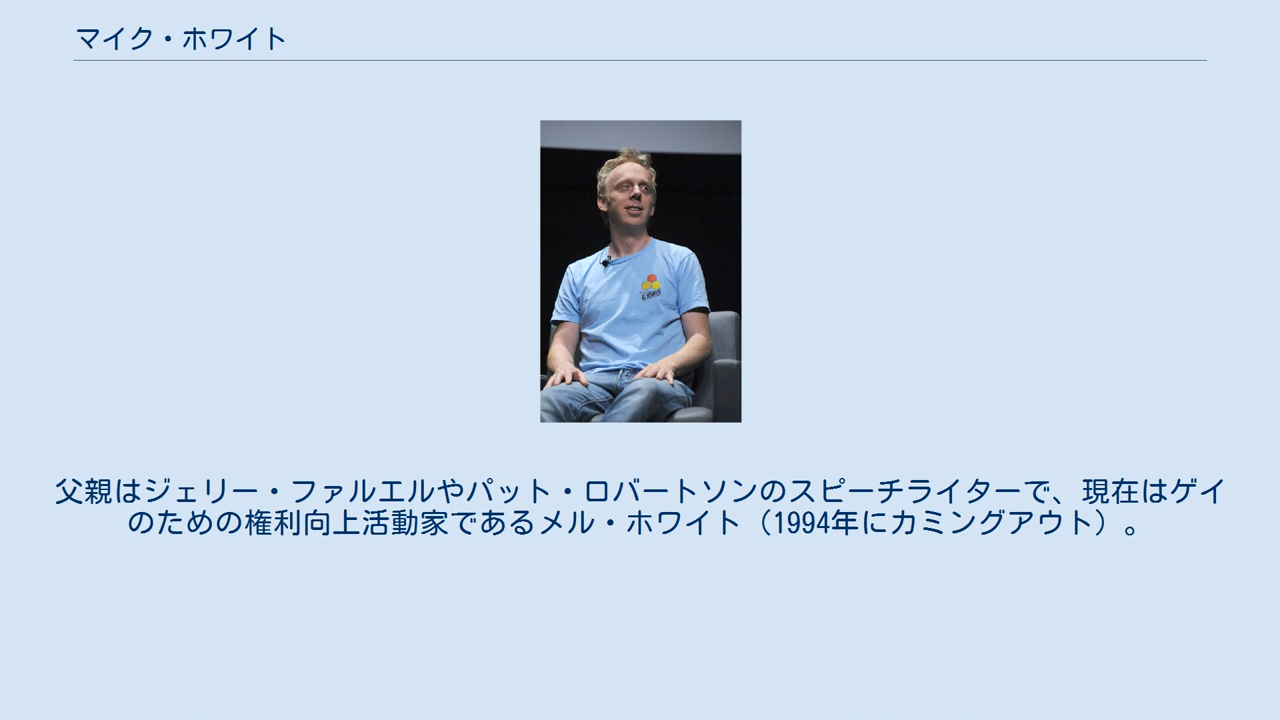 マイク・ホワイト
父親はジェリー・ファルエルやパット・ロバートソンのスピーチライターで、現在はゲイ
のための権利向上活動家であるメル・ホワイト（1994年にカミングアウト）。